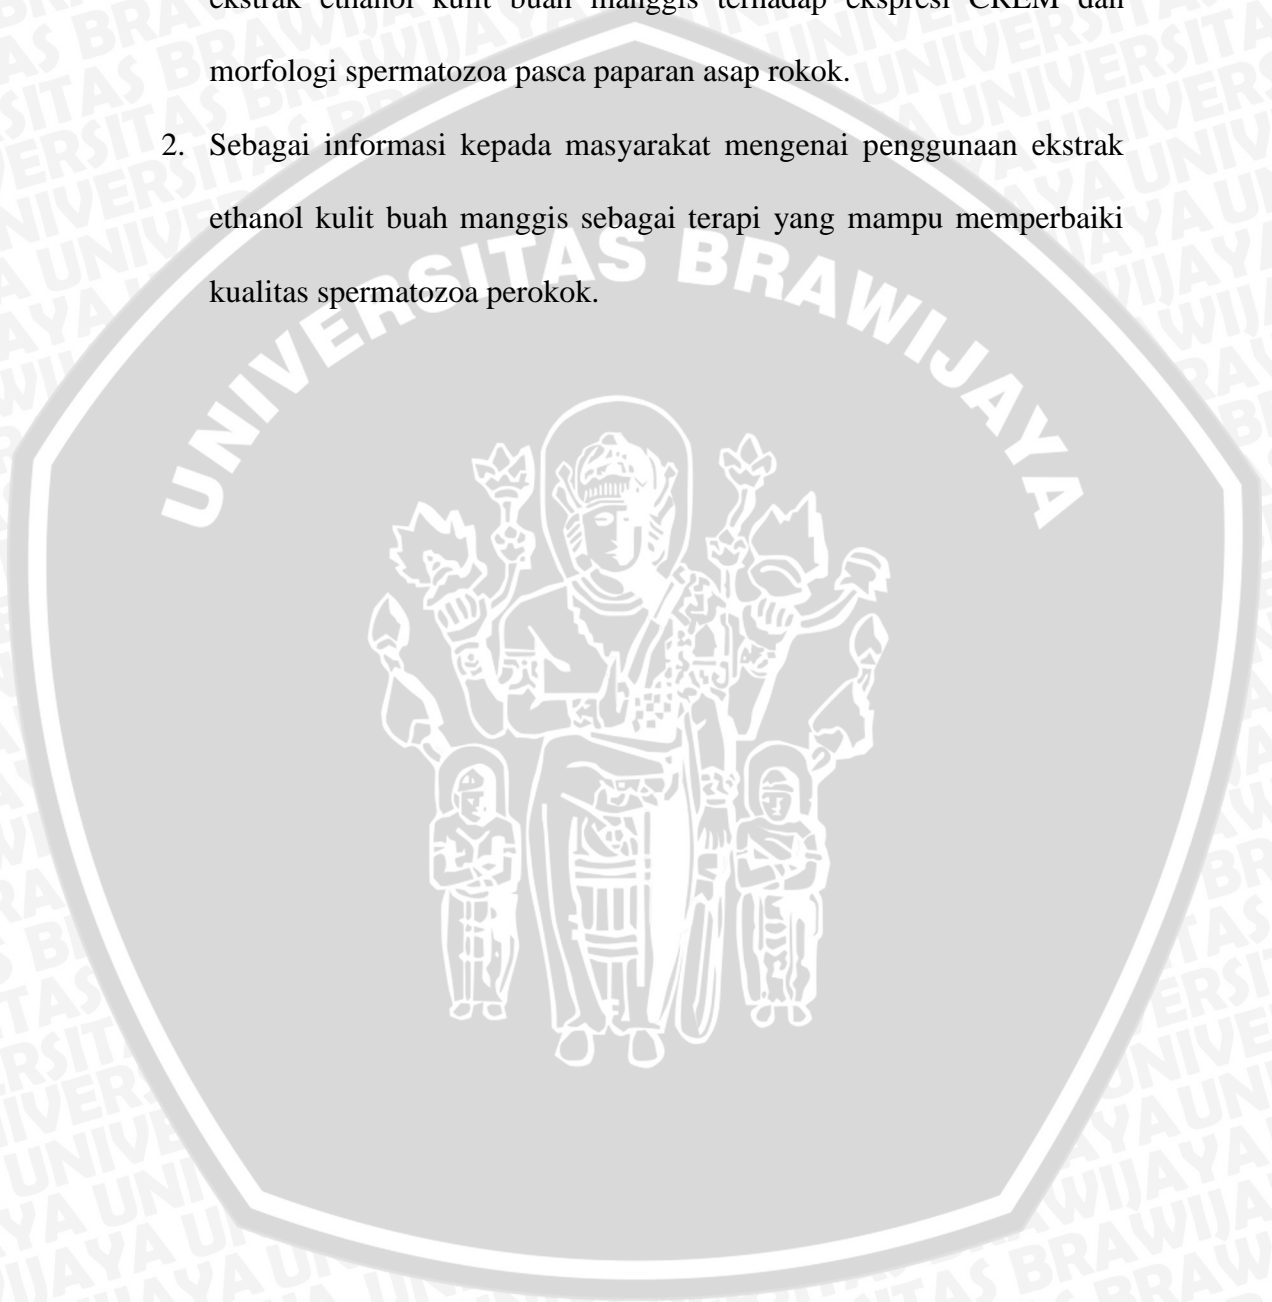 ekstrak ethanol kulit buah manggis terhadap ekspresi CREM dan
morfologi spermatozoa pasca paparan asap rokok.
2. Sebagai informasi kepada masyarakat mengenai penggunaan ekstrak
ethanol kulit buah manggis sebagai terapi yang mampu memperbaiki
kualitas spermatozoa perokok.
UNIVERSITAS BRAWIJAYA